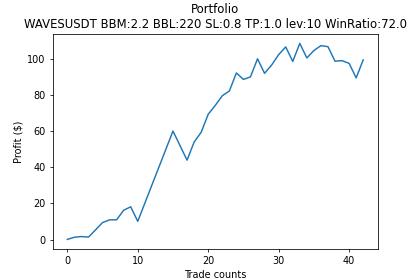 Portfolio
WAVESUSDT BBM:2.2 BBL:220 SL:0.8 TP:1.0 lev:10 WinRatio:72.0
100
80
60
40
20
0
Profit ($)
0 10 20 30 40
Trade counts